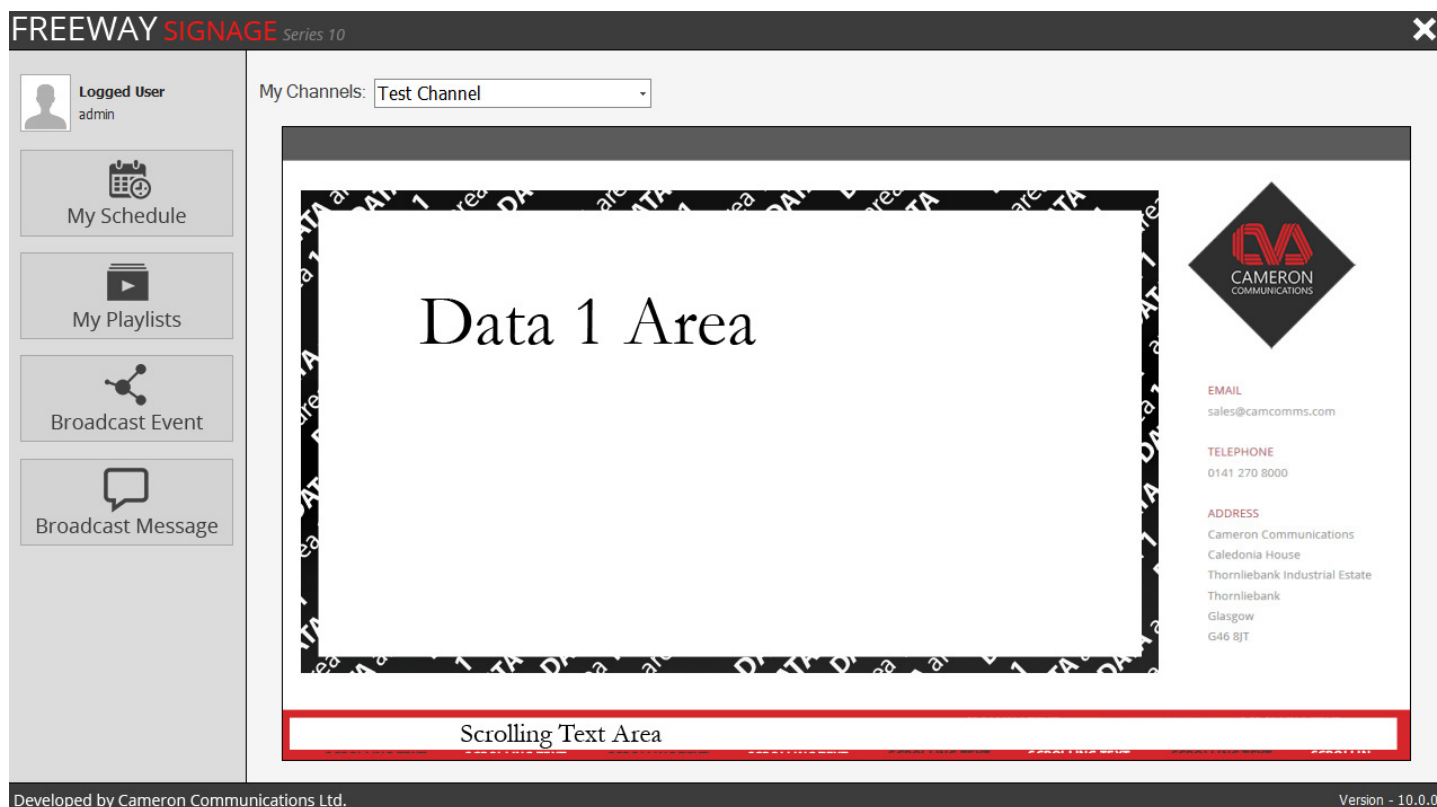 FREEWAY SIGNAGE Series 10
Logged User
admin
My Schedule
My Playlists
Broadcast Event
Broadcast Message
My Channels: Test Channel
Data 1 Area
CAMERON
COMMUNICATIONS
EMAIL
sales@camcomms.com
TELEPHONE
0141 270 8000
ADDRESS
Cameron Communications
Caledonia House
Thornliebank Industrial Estate
Thornliebank
Glasgow
G46 8JT
Scrolling Text Area
Developed by Cameron Communications Ltd.
Version - 10.0.0